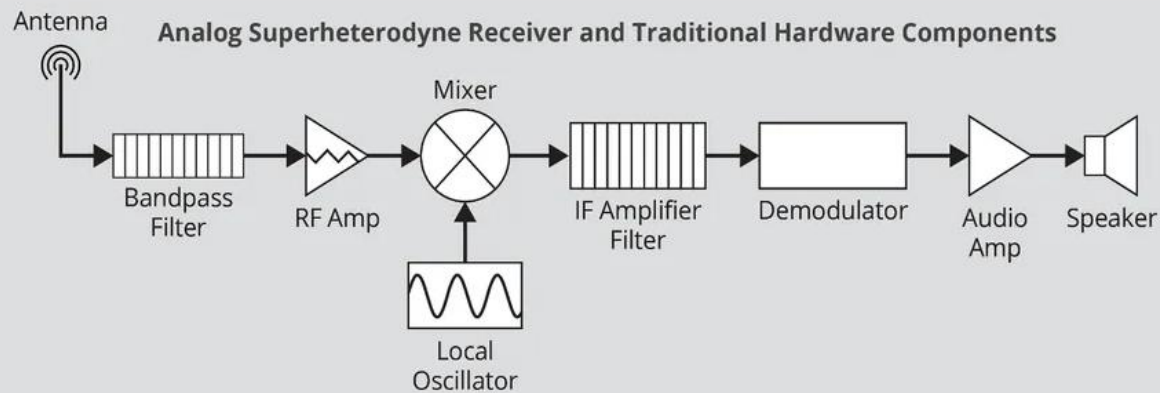 Antenna
Analog Superheterodyne Receiver and Traditional Hardware Components
Mixer
Bandpass
Filter
RF Amp
IF Amplifier
Filter
Demodulator
Audio
Amp
Speaker
Local
Oscillator